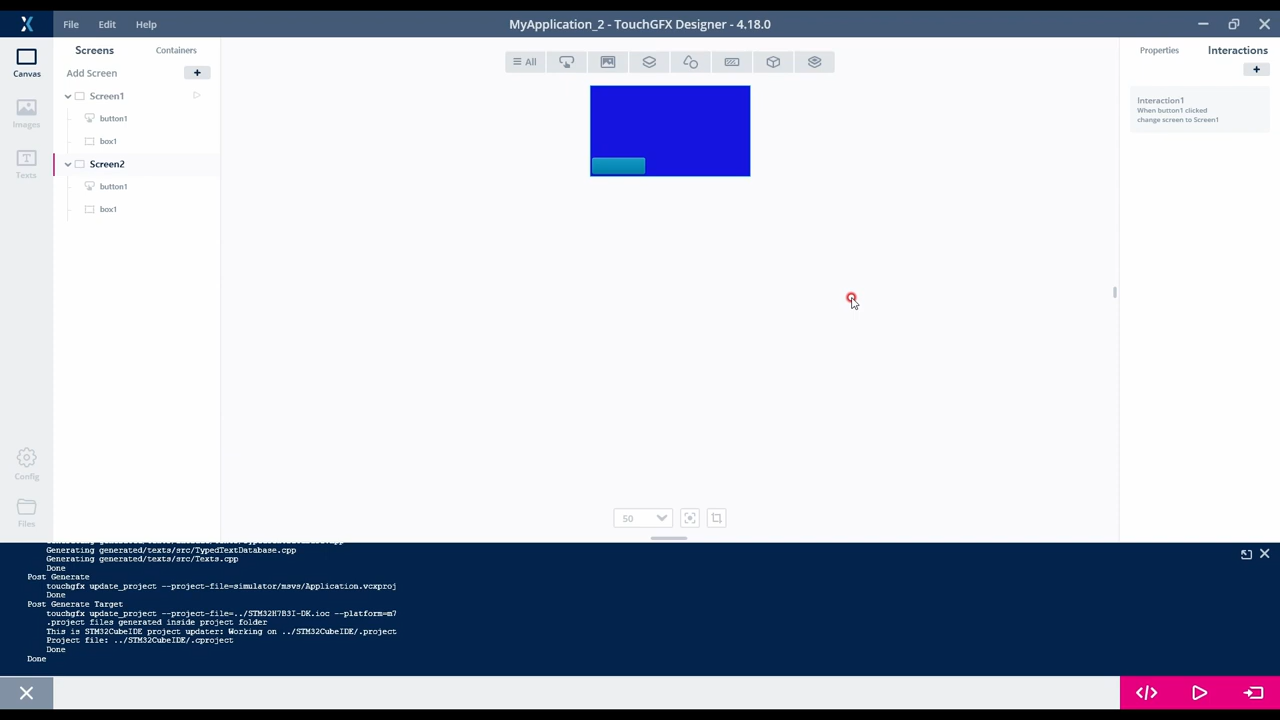 File
Edit
Help
MyApplication_2 - TouchGFX Designer - 4.18.0
Canvas
Images
Texts
Config
Files
Screens
Containers
Add Screen
+
Screen1
button1
box1
Screen2
button1
box1
All
50
Properties
Interactions
+
Interaction1
When button1 clicked
change screen to Screen1
Generating generated/texts/src/TypedTextDatabase.cpp
Generating generated/texts/src/Texts.cpp
Done
Post Generate
touchgfx update_project --project-file=simulator/msvs/Application.vcxproj
Done
Post Generate Target
touchgfx update_project --project-file=../STM32H7B3I-DK.ioc --platform=m7
.project files generated inside project folder
This is STM32CubeIDE project updater: Working on ../STM32CubeIDE/.project
Project file: ../STM32CubeIDE/.cproject
Done
Done